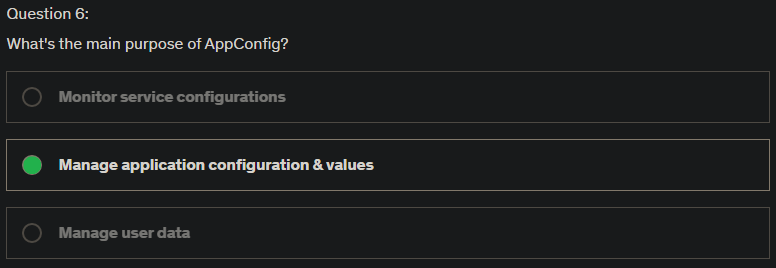 Question 6:
What's the main purpose of AppConfig?
Monitor service configurations
Manage application configuration & values
Manage user data